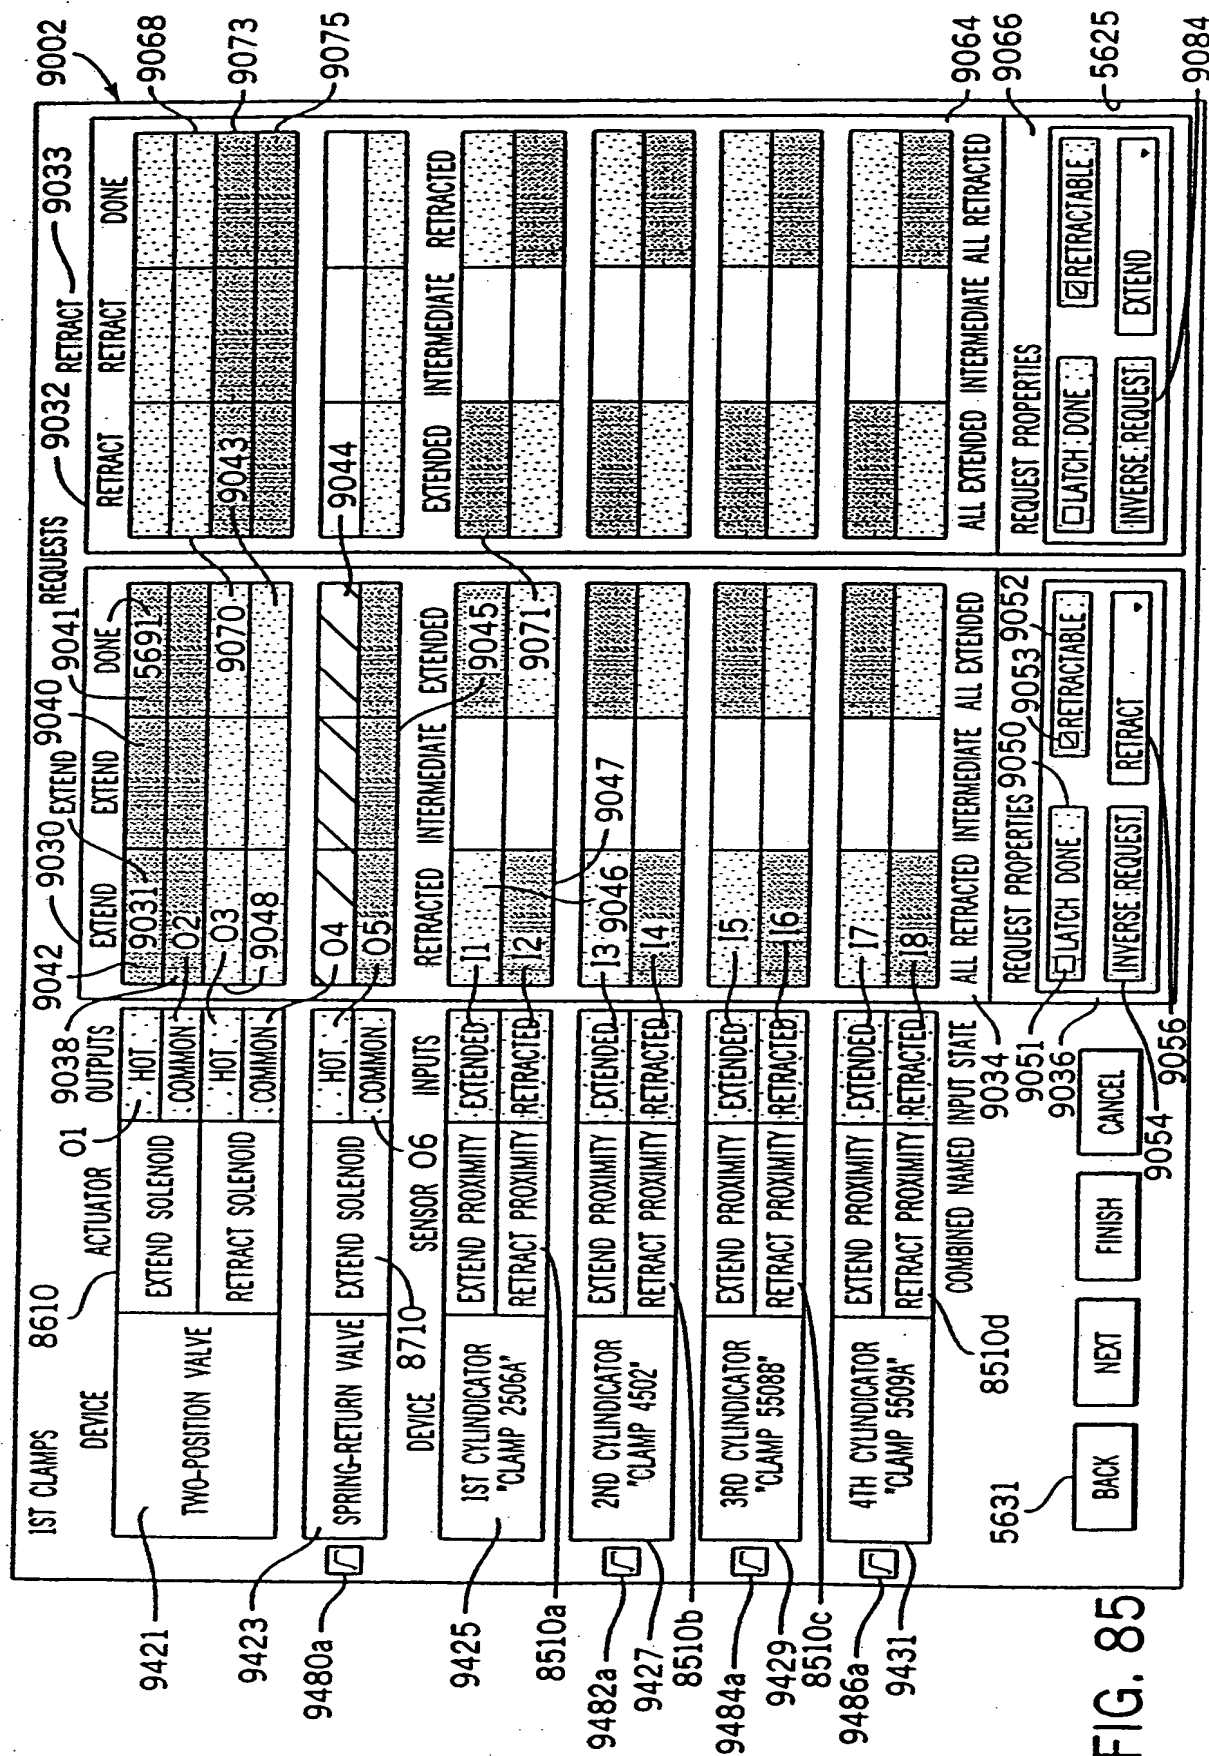 9002
9068
9073
9075
9064
9066
5625
9084
9042
9030
9040
9041
9032
9033
REQUESTS
EXTEND
RETRACT
1ST CLAMPS
8610
O1
9038
DEVICE
ACTUATOR
OUTPUTS
EXTEND
EXTEND
DONE
RETRACT
RETRACT
DONE
TWO-POSITION VALVE
EXTEND SOLENOID
HOT
9031
5691
COMMON
O2
RETRACT SOLENOID
HOT
O3
9070
9043
COMMON
9048
SPRING-RETURN VALVE
EXTEND SOLENOID
HOT
O4
9044
COMMON
O5
8710
O6
DEVICE
SENSOR
INPUTS
RETRACTED
INTERMEDIATE
EXTENDED
EXTENDED
INTERMEDIATE
RETRACTED
1ST CYLINDICATOR
"CLAMP 2506A"
EXTEND PROXIMITY
EXTENDED
I1
9045
RETRACT PROXIMITY
RETRACTED
I2
9071
2ND CYLINDICATOR
"CLAMP 4502"
EXTEND PROXIMITY
EXTENDED
I3
9046
9047
RETRACT PROXIMITY
RETRACTED
I4
3RD CYLINDICATOR
"CLAMP 5508B"
EXTEND PROXIMITY
EXTENDED
I5
RETRACT PROXIMITY
RETRACTED
I6
4TH CYLINDICATOR
"CLAMP 5509A"
EXTEND PROXIMITY
EXTENDED
I7
RETRACT PROXIMITY
RETRACTED
I8
8510d
COMBINED NAMED INPUT STATE
ALL RETRACTED INTERMEDIATE ALL EXTENDED
ALL EXTENDED INTERMEDIATE ALL RETRACTED
9034
9051
9036
REQUEST PROPERTIES
9050
9053
9052
LATCH DONE
RETRACTABLE
INVERSE REQUEST
RETRACT
REQUEST PROPERTIES
LATCH DONE
RETRACTABLE
INVERSE REQUEST
EXTEND
5631
BACK
NEXT
FINISH
CANCEL
9054
9056
9421
9423
9480a
9425
8510a
9482a
9427
8510b
9484a
9429
8510c
9486a
9431
FIG. 85